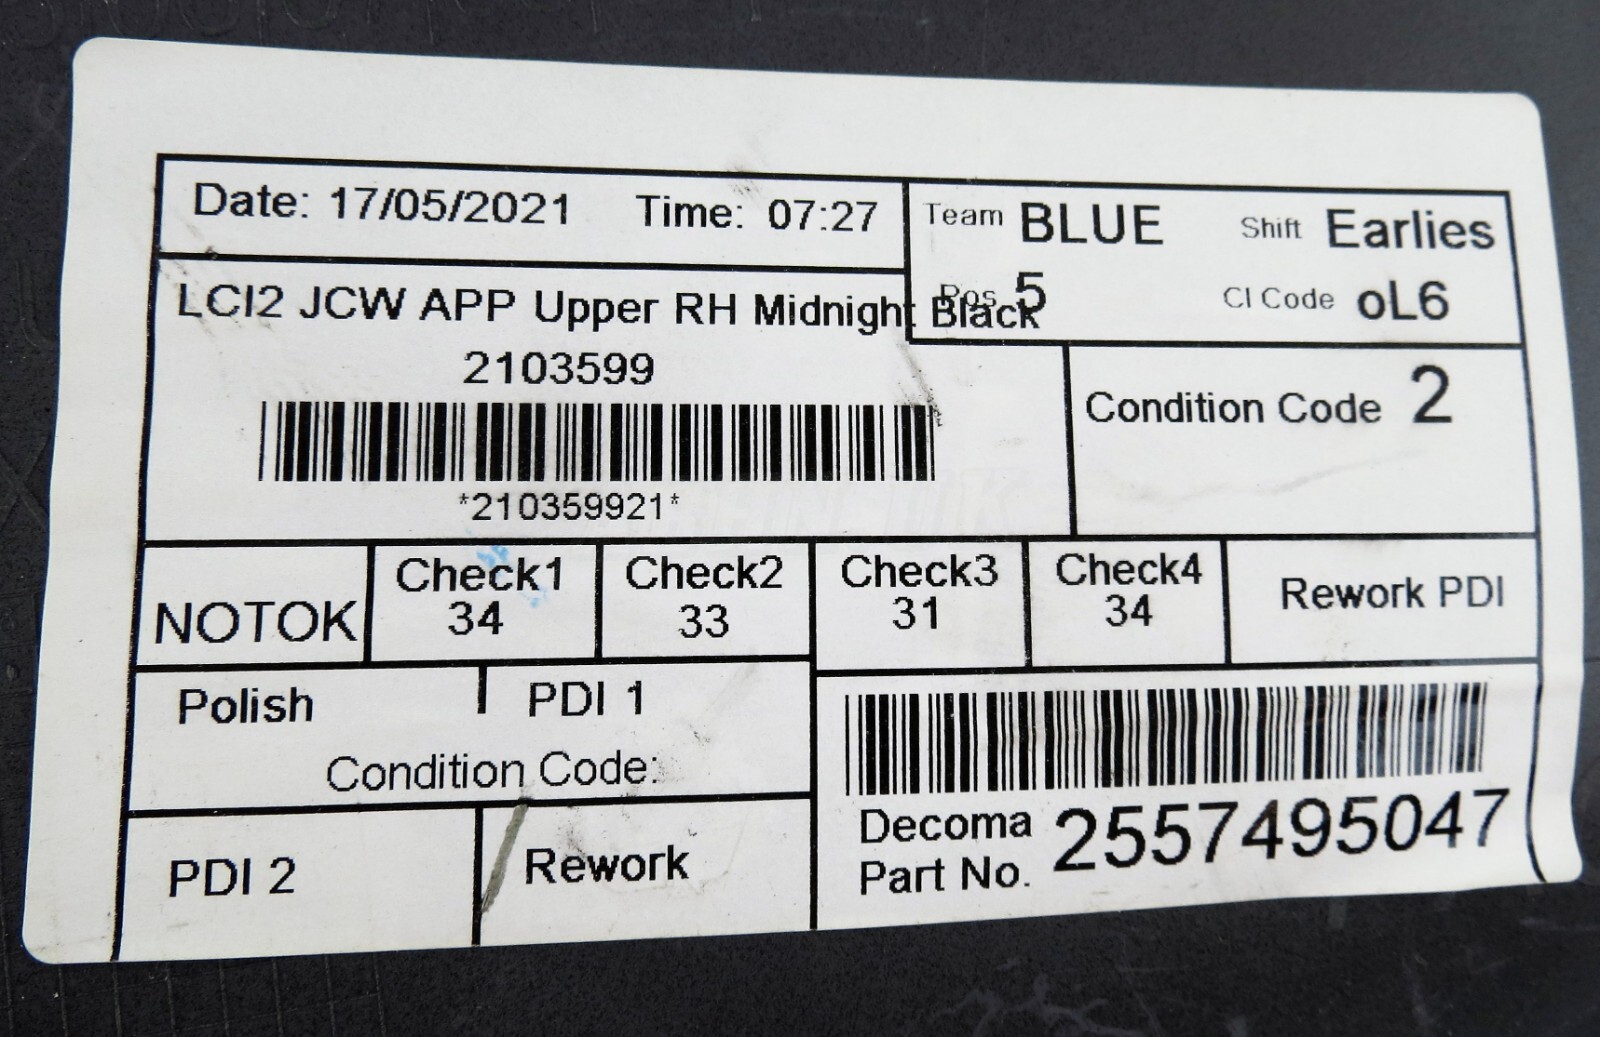 Date: 17/05/2021 Time: 07:27
Team BLUE Shift Earlies
Pos 5 CI Code oL6
LCI2 JCW APP Upper RH Midnight Black
2103599
*210359921*
Condition Code 2
NOTOK
Check1
34
Check2
33
Check3
31
Check4
34
Rework PDI
Polish PDI 1
Condition Code:
PDI 2 Rework
Decoma
Part No. 2557495047